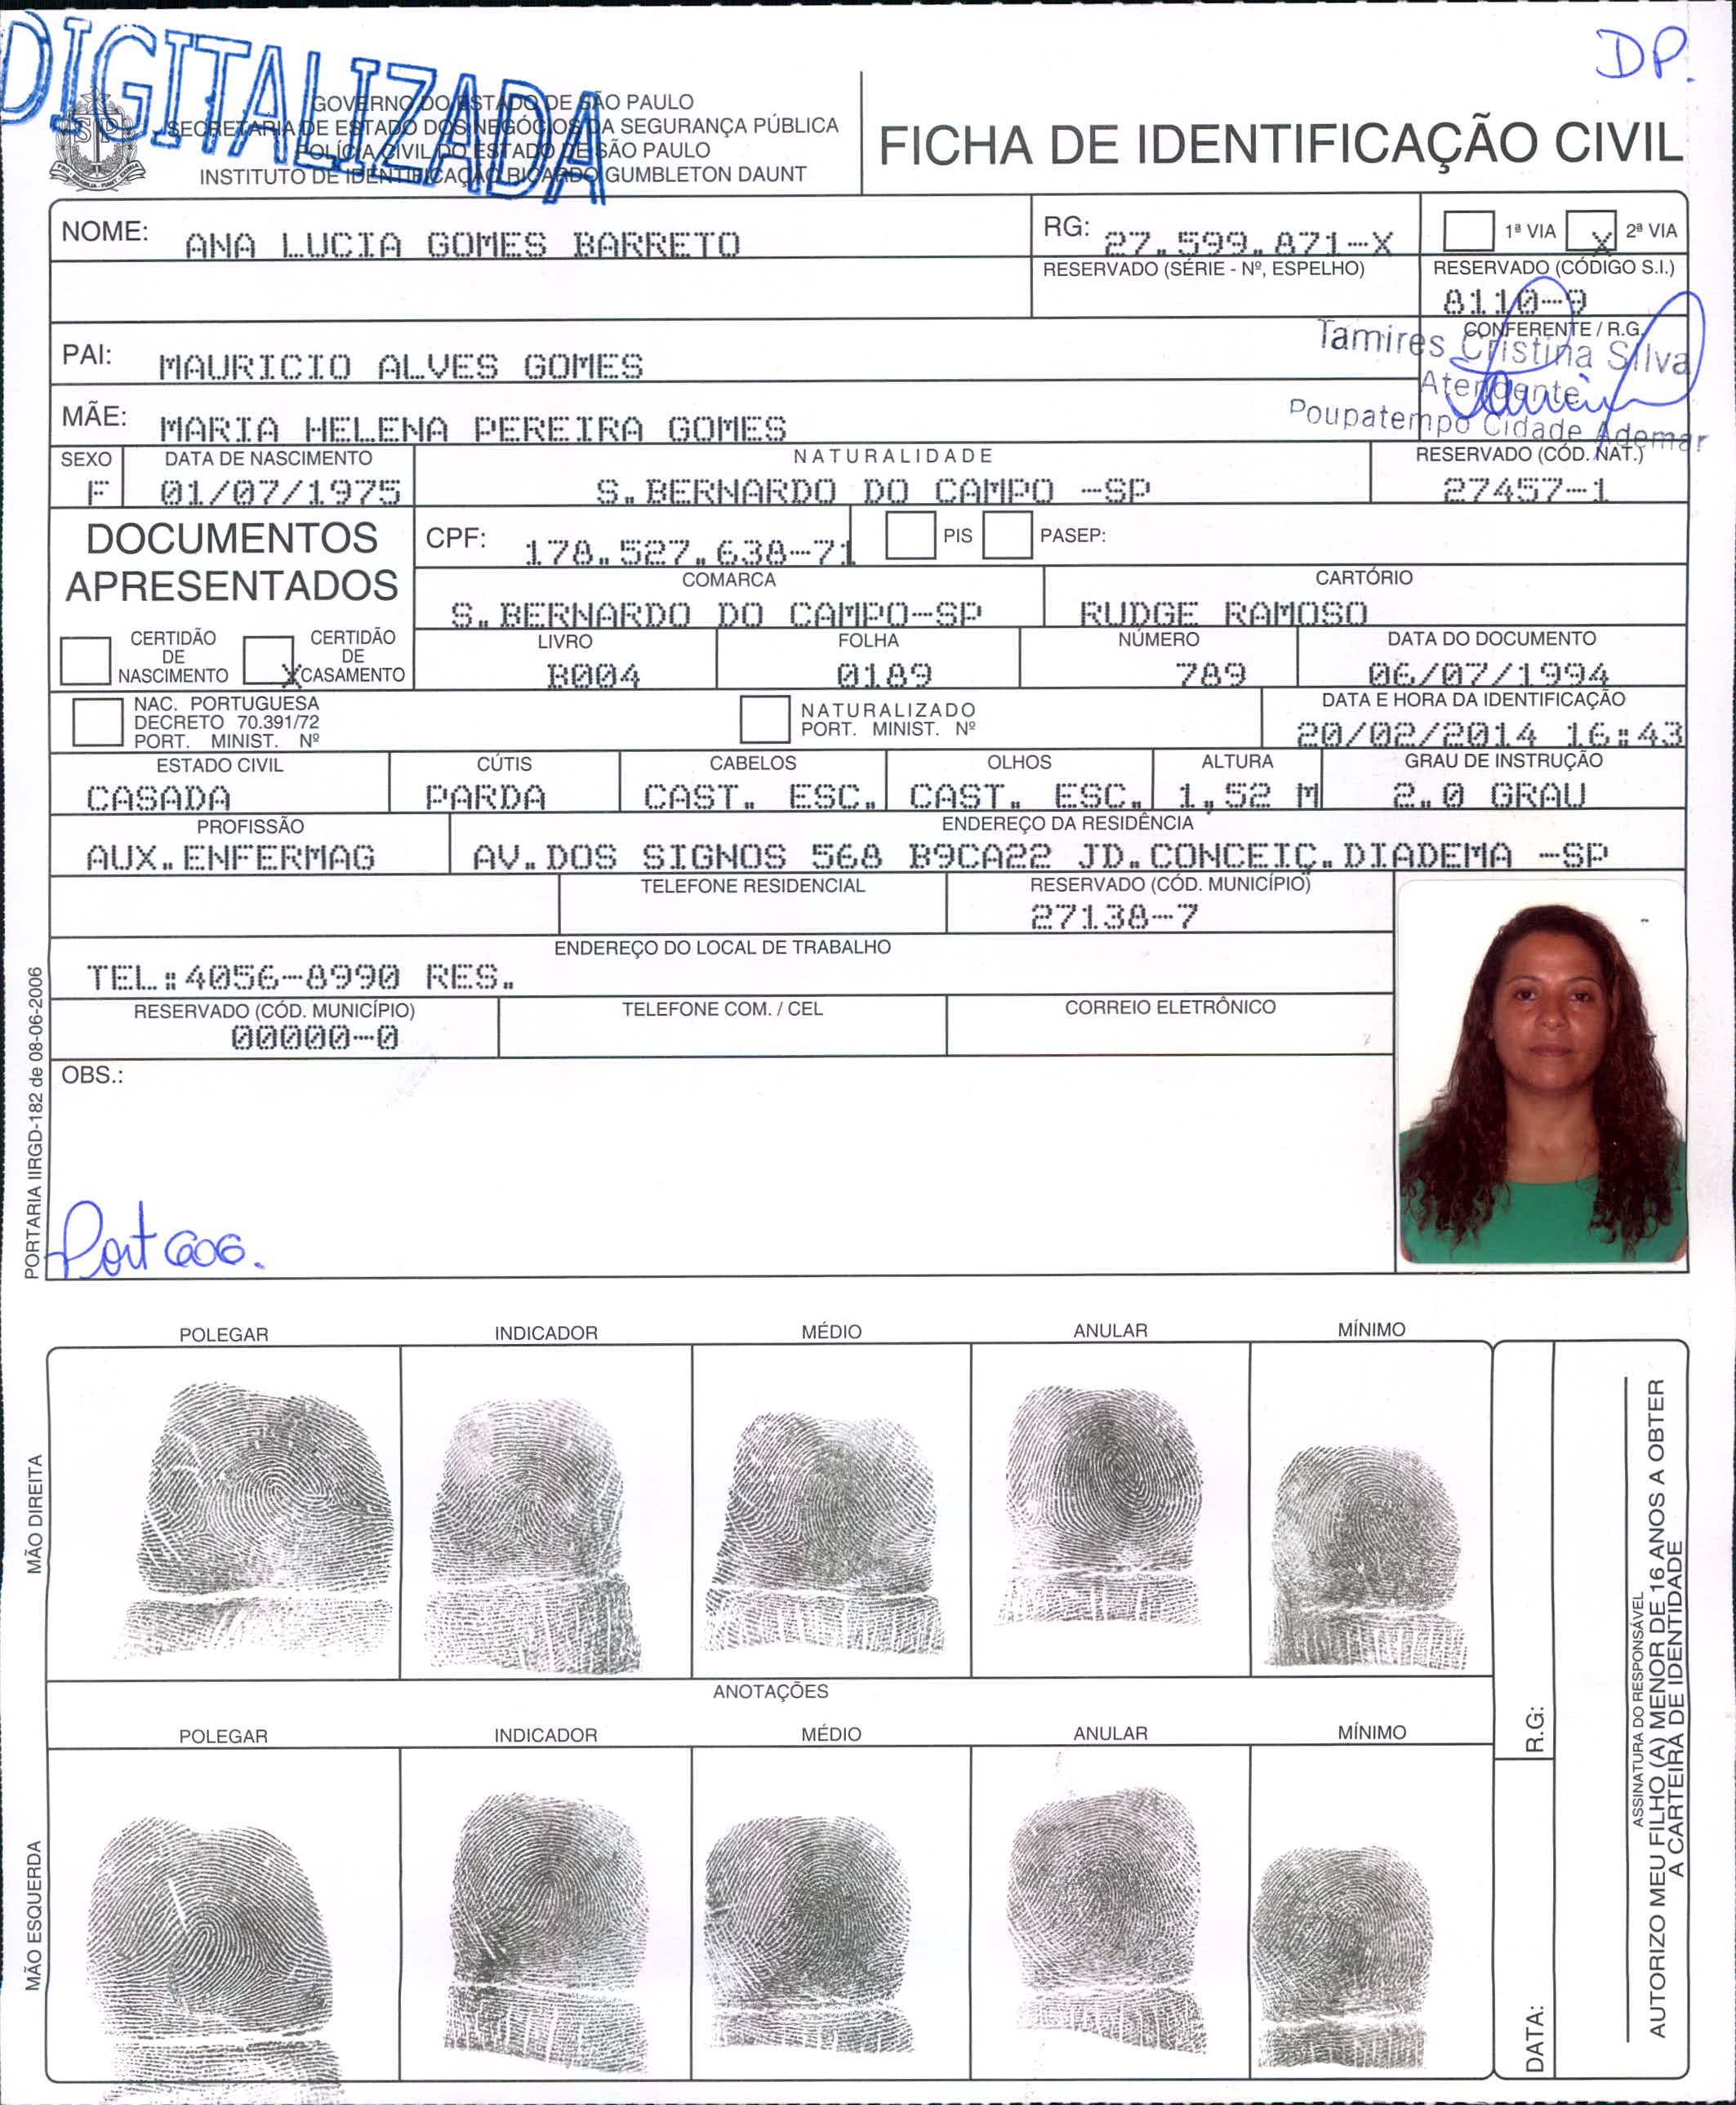 DIGITALIZADA
DP.
GOVERNO DO ESTADO DE SÃO PAULO
SECRETARIA DE ESTADO DOS NEGÓCIOS DA SEGURANÇA PÚBLICA
POLÍCIA CIVIL DO ESTADO DE SÃO PAULO
INSTITUTO DE IDENTIFICAÇÃO RICARDO GUMBLETON DAUNT
FICHA DE IDENTIFICAÇÃO CIVIL
NOME: ANA LUCIA GOMES BARRETO
RG: 27.599.871-X
1ª VIA X 2ª VIA
RESERVADO (SÉRIE - Nº, ESPELHO)
RESERVADO (CÓDIGO S.I.)
8110-9
PAI: MAURICIO ALVES GOMES
CONFERENTE / R.G.
Tamires Cristina Silva
Atendente
Poupatempo Cidade Ademar
MÃE: MARIA HELENA PEREIRA GOMES
SEXO DATA DE NASCIMENTO NATURALIDADE RESERVADO (CÓD. NAT.)
F 01/07/1975 S.BERNARDO DO CAMPO -SP 27457-1
DOCUMENTOS
APRESENTADOS
CPF: 178.527.638-71 PIS PASEP:
COMARCA CARTÓRIO
S.BERNARDO DO CAMPO-SP RUDGE RAMOSO
CERTIDÃO
DE
NASCIMENTO
CERTIDÃO
DE
X CASAMENTO
LIVRO FOLHA NÚMERO DATA DO DOCUMENTO
B004 0189 789 06/07/1994
NAC. PORTUGUESA
DECRETO 70.391/72
PORT. MINIST. Nº
NATURALIZADO
PORT. MINIST. Nº
DATA E HORA DA IDENTIFICAÇÃO
20/02/2014 16:43
ESTADO CIVIL CÚTIS CABELOS OLHOS ALTURA GRAU DE INSTRUÇÃO
CASADA PARDA CAST. ESC. CAST. ESC. 1,52 M 2.0 GRAU
PROFISSÃO ENDEREÇO DA RESIDÊNCIA
AUX.ENFERMAG AV.DOS SIGNOS 568 B9CA22 JD.CONCEIÇ.DIADEMA -SP
TELEFONE RESIDENCIAL RESERVADO (CÓD. MUNICÍPIO)
27138-7
ENDEREÇO DO LOCAL DE TRABALHO
TEL:4056-8990 RES.
RESERVADO (CÓD. MUNICÍPIO) TELEFONE COM. / CEL CORREIO ELETRÔNICO
00000-0
OBS.:
PORTARIA IIRGD-182 de 08-06-2006
POLEGAR INDICADOR MÉDIO ANULAR MÍNIMO
MÃO DIREITA
ANOTAÇÕES
POLEGAR INDICADOR MÉDIO ANULAR MÍNIMO
MÃO ESQUERDA
R.G:
DATA:
ASSINATURA DO RESPONSÁVEL
AUTORIZO MEU FILHO (A) MENOR DE 16 ANOS A OBTER
A CARTEIRA DE IDENTIDADE